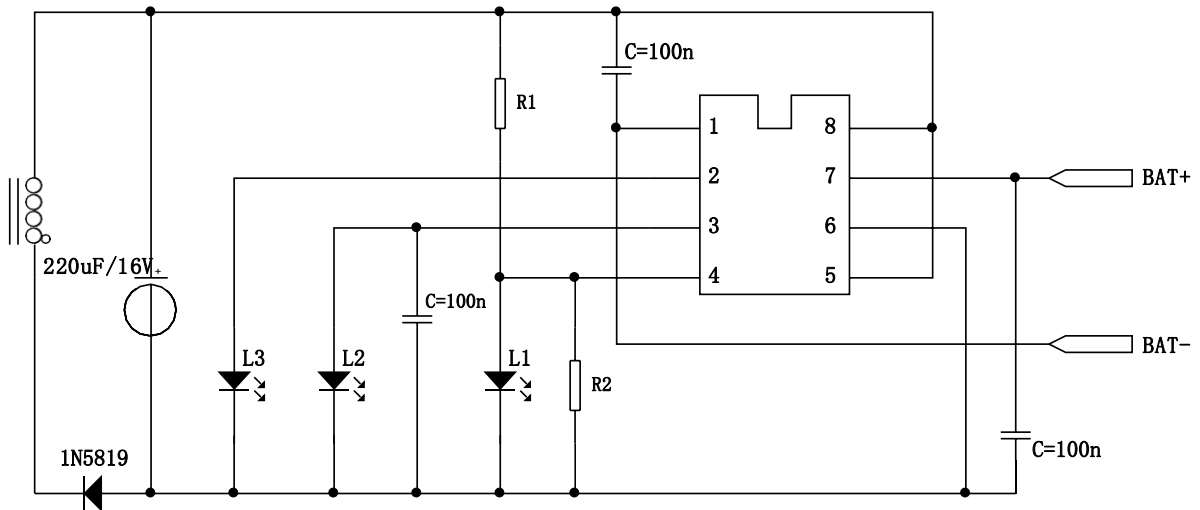 C=100n
R1
1 8
2 7
BAT+
3 6
220uF/16V+
4 5
C=100n
L3
L2
L1
R2
BAT-
1N5819
C=100n